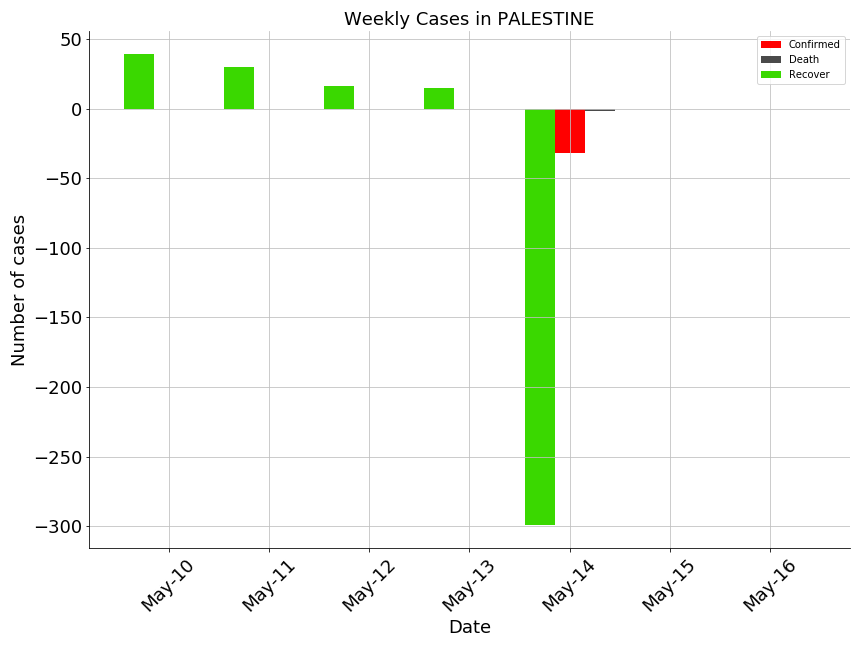 Weekly Cases in PALESTINE
Confirmed
Death
Recover
Number of cases
50
0
−50
−100
−150
−200
−250
−300
May-10
May-11
May-12
May-13
May-14
May-15
May-16
Date